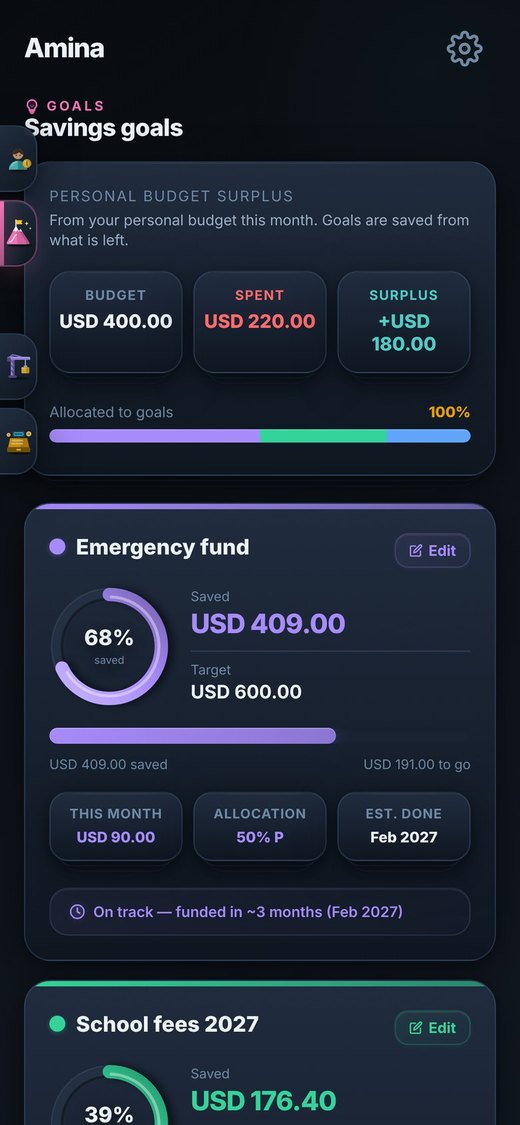 Amina
GOALS
Savings goals
PERSONAL BUDGET SURPLUS
From your personal budget this month. Goals are saved from
what is left.
BUDGET
USD 400.00
SPENT
USD 220.00
SURPLUS
+USD
180.00
Allocated to goals
100%
Emergency fund
Edit
68%
saved
Saved
USD 409.00
Target
USD 600.00
USD 409.00 saved
USD 191.00 to go
THIS MONTH
USD 90.00
ALLOCATION
50% P
EST. DONE
Feb 2027
On track — funded in ~3 months (Feb 2027)
School fees 2027
Edit
39%
Saved
USD 176.40